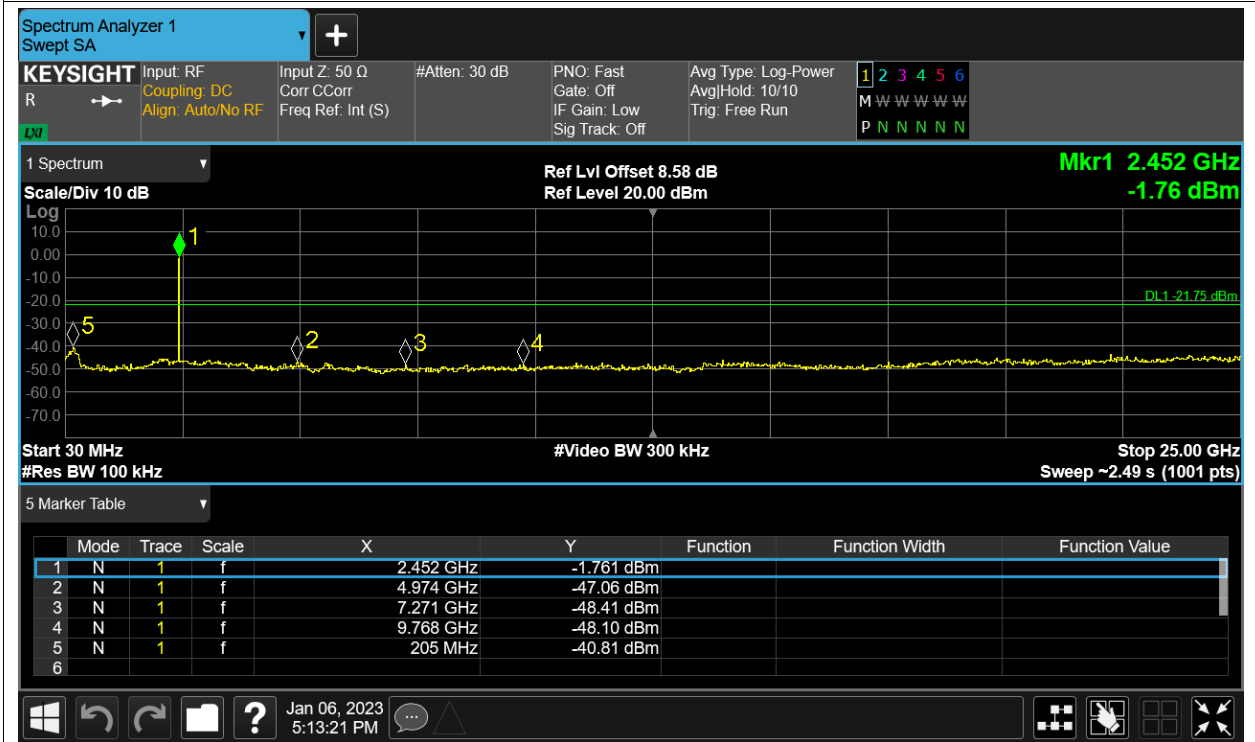 Spectrum Analyzer 1
Swept SA
KEYSIGHT
R
LXI
Input: RF
Coupling: DC
Align: Auto/No RF
Input Z: 50 Ω
Corr CCorr
Freq Ref: Int (S)
#Atten: 30 dB
PNO: Fast
Gate: Off
IF Gain: Low
Sig Track: Off
Avg Type: Log-Power
Avg|Hold: 10/10
Trig: Free Run
1 2 3 4 5 6
M W W W W W
P N N N N N
1 Spectrum
Scale/Div 10 dB
Ref Lvl Offset 8.58 dB
Ref Level 20.00 dBm
Mkr1 2.452 GHz
-1.76 dBm
Log
10.0
0.00
-10.0
-20.0
-30.0
-40.0
-50.0
-60.0
-70.0
1
5
2
3
4
DL1 -21.75 dBm
Start 30 MHz
#Res BW 100 kHz
#Video BW 300 kHz
Stop 25.00 GHz
Sweep ~2.49 s (1001 pts)
5 Marker Table
Mode Trace Scale X Y Function Function Width Function Value
1 N 1 f 2.452 GHz -1.761 dBm
2 N 1 f 4.974 GHz -47.06 dBm
3 N 1 f 7.271 GHz -48.41 dBm
4 N 1 f 9.768 GHz -48.10 dBm
5 N 1 f 205 MHz -40.81 dBm
6
?
Jan 06, 2023
5:13:21 PM